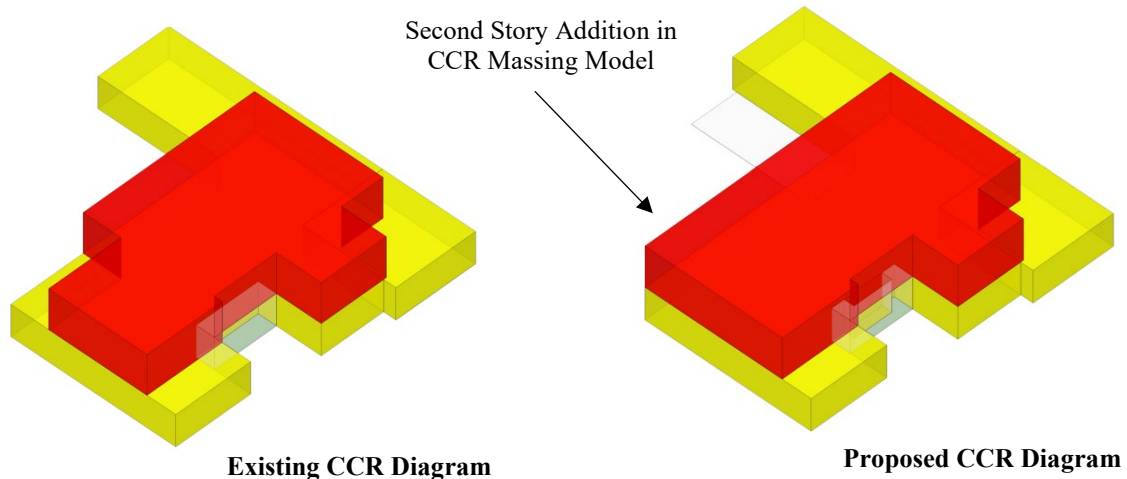 Second Story Addition in
CCR Massing Model
Existing CCR Diagram
Proposed CCR Diagram